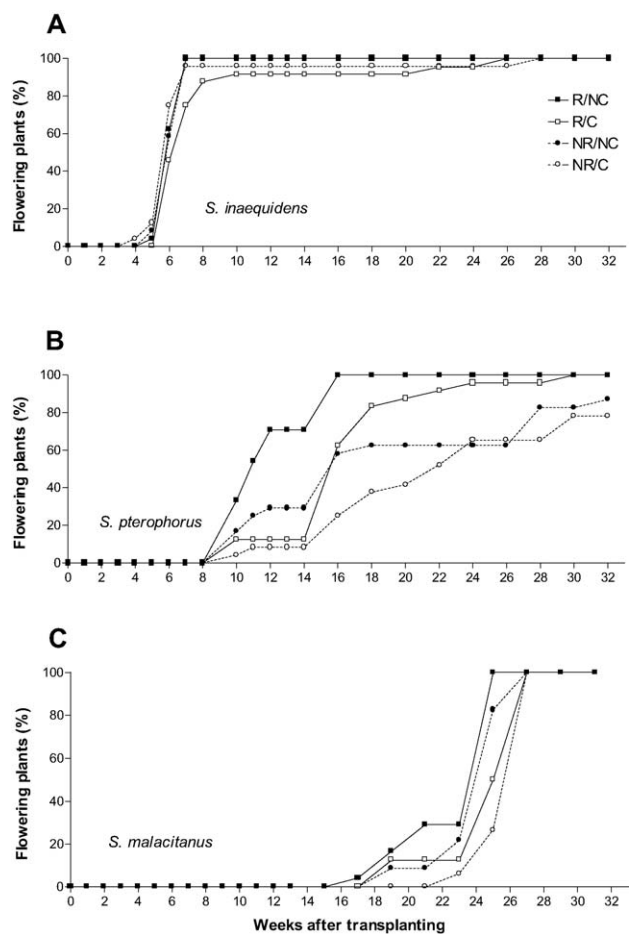 A
Flowering plants (%)
100
80
60
40
20
0
R/NC
R/C
NR/NC
NR/C
S. inaequidens
0 2 4 6 8 10 12 14 16 18 20 22 24 26 28 30 32
B
Flowering plants (%)
100
80
60
40
20
0
S. pterophorus
0 2 4 6 8 10 12 14 16 18 20 22 24 26 28 30 32
C
Flowering plants (%)
100
80
60
40
20
0
S. malacitanus
0 2 4 6 8 10 12 14 16 18 20 22 24 26 28 30 32
Weeks after transplanting